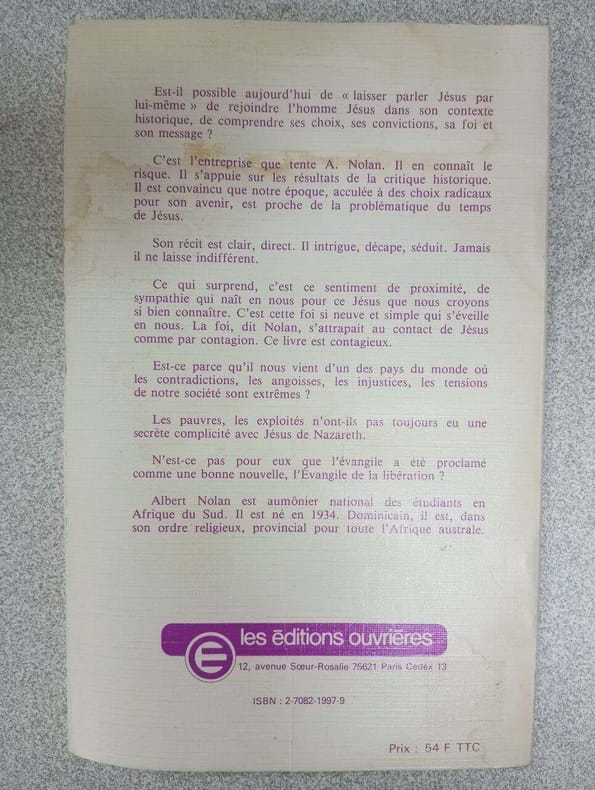 Est-il possible aujourd'hui de « laisser parler Jésus par
lui-même » de rejoindre l'homme Jésus dans son contexte
historique, de comprendre ses choix, ses convictions, sa foi et
son message ?
C'est l'entreprise que tente A. Nolan. Il en connaît le
risque. Il s'appuie sur les résultats de la critique historique.
Il est convaincu que notre époque, acculée à des choix radicaux
pour son avenir, est proche de la problématique du temps
de Jésus.
Son récit est clair, direct. Il intrigue, décape, séduit. Jamais
il ne laisse indifférent.
Ce qui surprend, c'est ce sentiment de proximité, de
sympathie qui naît en nous pour ce Jésus que nous croyons
si bien connaître. C'est cette foi si neuve et simple qui s'éveille
en nous. La foi, dit Nolan, s'attrapait au contact de Jésus
comme par contagion. Ce livre est contagieux.
Est-ce parce qu'il nous vient d'un des pays du monde où
les contradictions, les angoisses, les injustices, les tensions
de notre société sont extrêmes ?
Les pauvres, les exploités n'ont-ils pas toujours eu une
secrète complicité avec Jésus de Nazareth.
N'est-ce pas pour eux que l'évangile a été proclamé
comme une bonne nouvelle, l'Evangile de la libération ?
Albert Nolan est aumônier national des étudiants en
Afrique du Sud. Il est né en 1934. Dominicain, il est, dans
son ordre religieux, provincial pour toute l'Afrique australe.
les éditions ouvrières
12, avenue Sœur-Rosalie 75621 Paris Cedex 13
ISBN : 2-7082-1997-9
Prix : 54 F TTC